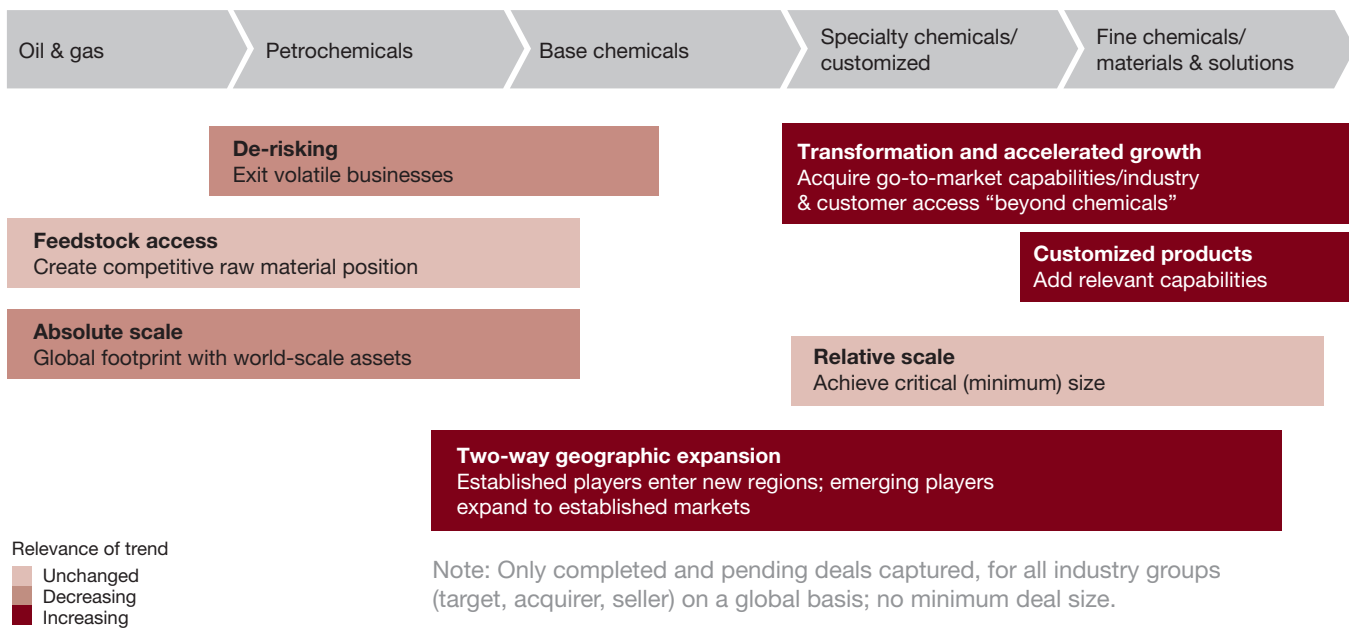 Oil & gas
Petrochemicals
Base chemicals
Specialty chemicals/
customized
Fine chemicals/
materials & solutions
De-risking
Exit volatile businesses
Transformation and accelerated growth
Acquire go-to-market capabilities/industry
& customer access “beyond chemicals”
Feedstock access
Create competitive raw material position
Customized products
Add relevant capabilities
Absolute scale
Global footprint with world-scale assets
Relative scale
Achieve critical (minimum) size
Two-way geographic expansion
Established players enter new regions; emerging players
expand to established markets
Relevance of trend
Unchanged
Decreasing
Increasing
Note: Only completed and pending deals captured, for all industry groups
(target, acquirer, seller) on a global basis; no minimum deal size.